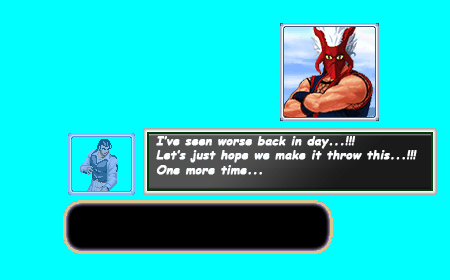 I've seen worse back in day...!!!
Let's just hope we make it throw this...!!!
One more time...